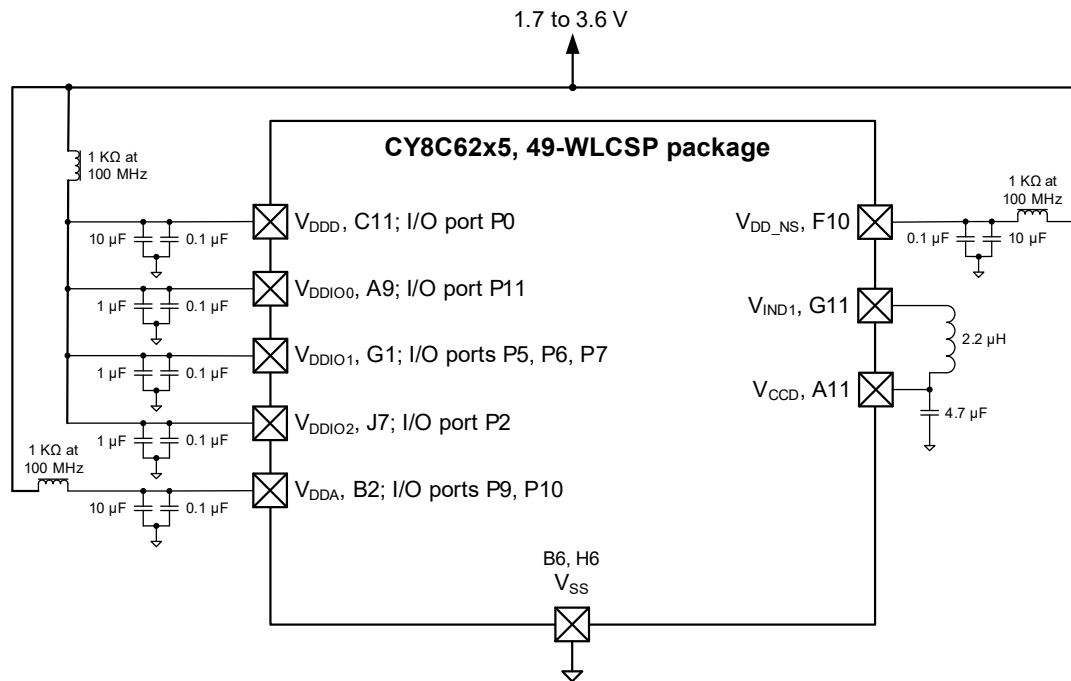 1.7 to 3.6 V
CY8C62x5, 49-WLCSP package
1 KΩ at
100 MHz
VDDD, C11; I/O port P0
10 µF
0.1 µF
VDDIO0, A9; I/O port P11
1 µF
0.1 µF
VDDIO1, G1; I/O ports P5, P6, P7
1 µF
0.1 µF
VDDIO2, J7; I/O port P2
1 µF
0.1 µF
1 KΩ at
100 MHz
VDDA, B2; I/O ports P9, P10
10 µF
0.1 µF
1 KΩ at
100 MHz
VDD_NS, F10
0.1 µF
10 µF
VIND1, G11
2.2 µH
VCCD, A11
4.7 µF
B6, H6
VSS